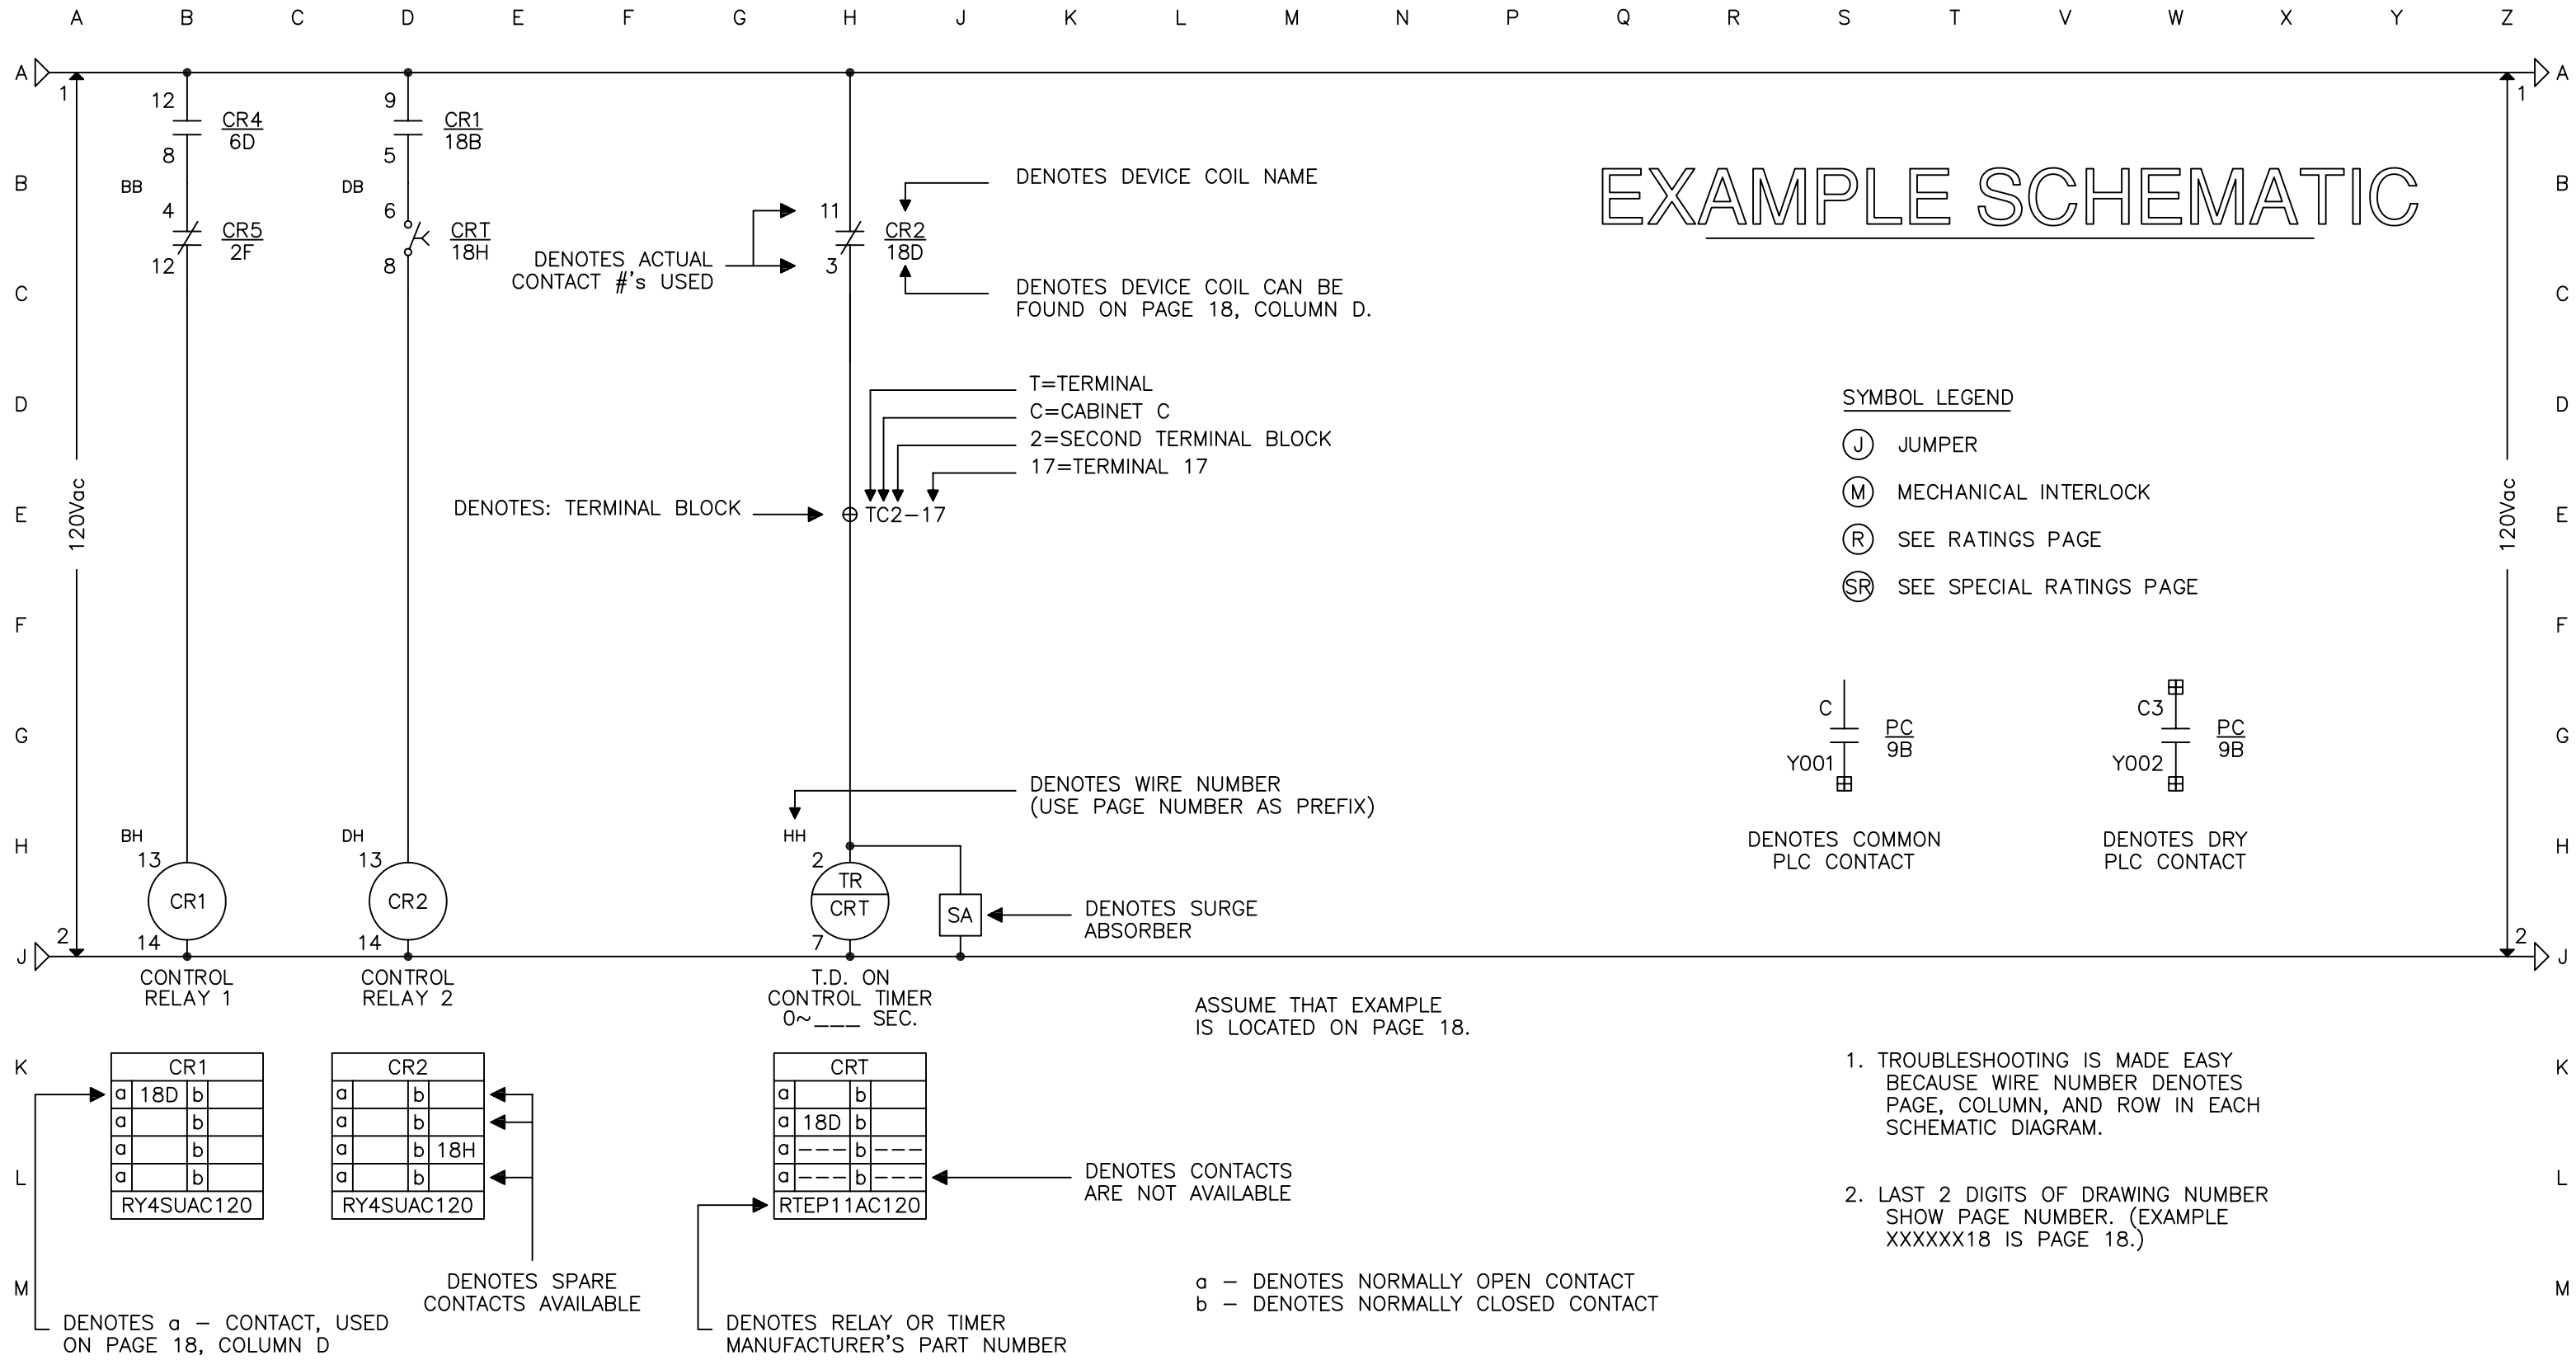 A B C D E F G H J K L M N P Q R S T V W X Y Z
A A
1 1
12 9
CR4 CR1
6D 18B
8 5
DENOTES DEVICE COIL NAME
B BB DB B
EXAMPLE SCHEMATIC
4 6 11
CR5 CRT CR2
2F 18H 18D
12 8 3
DENOTES ACTUAL
CONTACT #'s USED
C C
DENOTES DEVICE COIL CAN BE
FOUND ON PAGE 18, COLUMN D.
T=TERMINAL
C=CABINET C
2=SECOND TERMINAL BLOCK
17=TERMINAL 17
D D
SYMBOL LEGEND
J JUMPER
M MECHANICAL INTERLOCK
R SEE RATINGS PAGE
SR SEE SPECIAL RATINGS PAGE
120Vac 120Vac
E DENOTES: TERMINAL BLOCK TC2-17 E
F F
C C3
G PC PC G
9B 9B
Y001 Y002
DENOTES WIRE NUMBER
(USE PAGE NUMBER AS PREFIX)
BH DH HH
H H
DENOTES COMMON
PLC CONTACT
DENOTES DRY
PLC CONTACT
13 13 2
CR1 CR2 TR
CRT
SA
DENOTES SURGE
ABSORBER
14 14 7
2 2
J J
CONTROL
RELAY 1
CONTROL
RELAY 2
T.D. ON
CONTROL TIMER
0~___ SEC.
ASSUME THAT EXAMPLE
IS LOCATED ON PAGE 18.
K K
CR1
a 18D b
a b
a b
a b
RY4SUAC120
CR2
a b
a b
a b 18H
a b
RY4SUAC120
CRT
a b
a 18D b
a --- b ---
a --- b ---
RTEP11AC120
L L
DENOTES CONTACTS
ARE NOT AVAILABLE
1. TROUBLESHOOTING IS MADE EASY
BECAUSE WIRE NUMBER DENOTES
PAGE, COLUMN, AND ROW IN EACH
SCHEMATIC DIAGRAM.
2. LAST 2 DIGITS OF DRAWING NUMBER
SHOW PAGE NUMBER. (EXAMPLE
XXXXXX18 IS PAGE 18.)
M M
DENOTES SPARE
CONTACTS AVAILABLE
a - DENOTES NORMALLY OPEN CONTACT
b - DENOTES NORMALLY CLOSED CONTACT
DENOTES a - CONTACT, USED
ON PAGE 18, COLUMN D
DENOTES RELAY OR TIMER
MANUFACTURER'S PART NUMBER